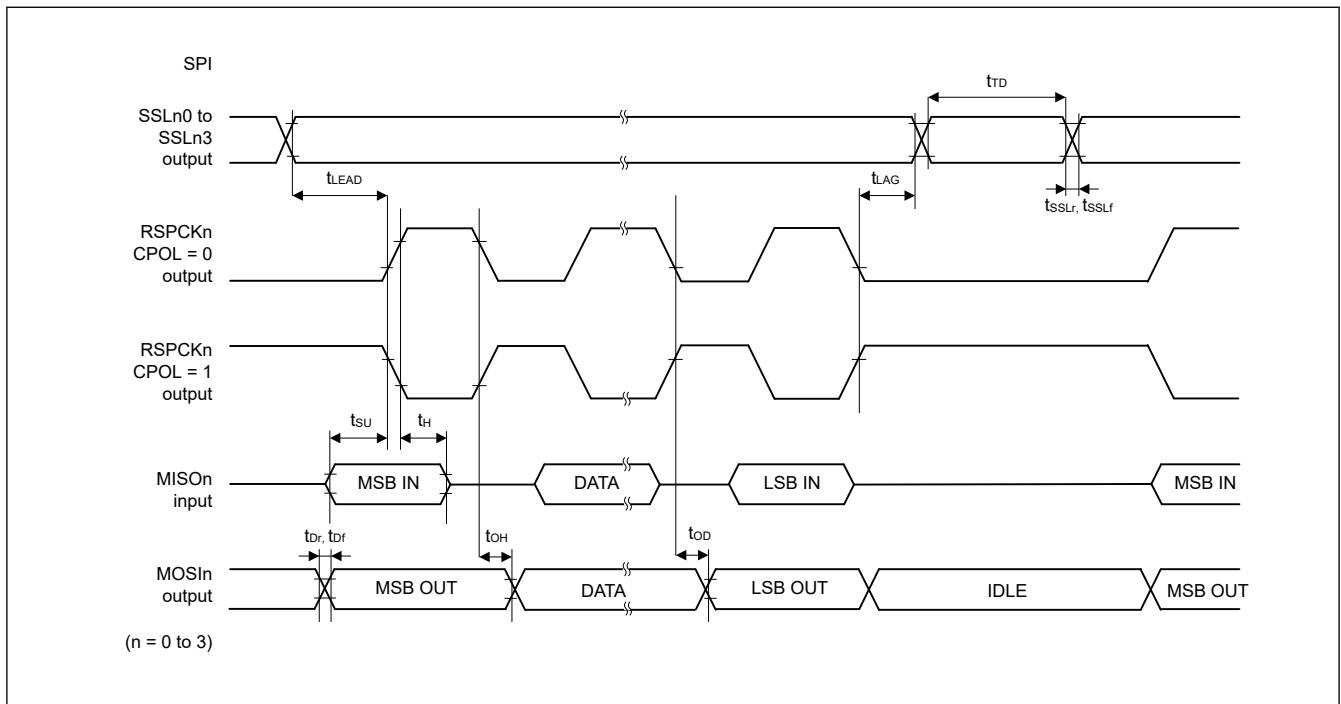 SPI
tTD
SSLn0 to
SSLn3
output
tLEAD
tLAG
tSSLr, tSSLf
RSPCKn
CPOL = 0
output
RSPCKn
CPOL = 1
output
tSU
tH
MISOn
input
MSB IN
DATA
LSB IN
MSB IN
tDr, tDf
tOH
tOD
MOSIn
output
MSB OUT
DATA
LSB OUT
IDLE
MSB OUT
(n = 0 to 3)